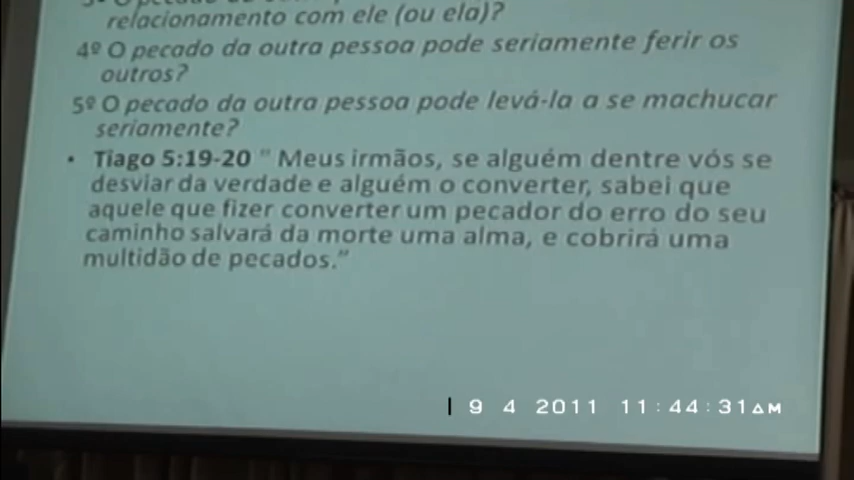 relacionamento com ele (ou ela)?
4º O pecado da outra pessoa pode seriamente ferir os
outros?
5º O pecado da outra pessoa pode levá-la a se machucar
seriamente?
• Tiago 5:19-20 " Meus irmãos, se alguém dentre vós se
desviar da verdade e alguém o converter, sabei que
aquele que fizer converter um pecador do erro do seu
caminho salvará da morte uma alma, e cobrirá uma
multidão de pecados."
9 4 2011 11:44:31AM